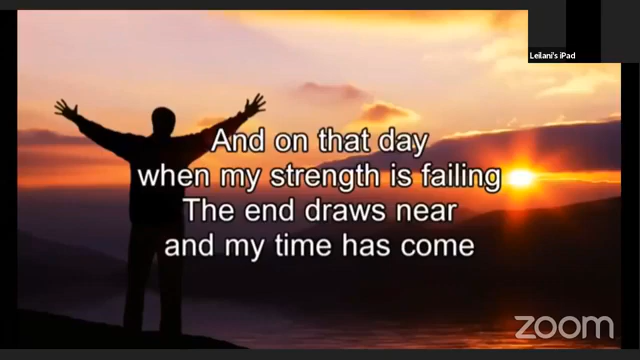 Leilani's iPad
And on that day
when my strength is failing
The end draws near
and my time has come
zoom